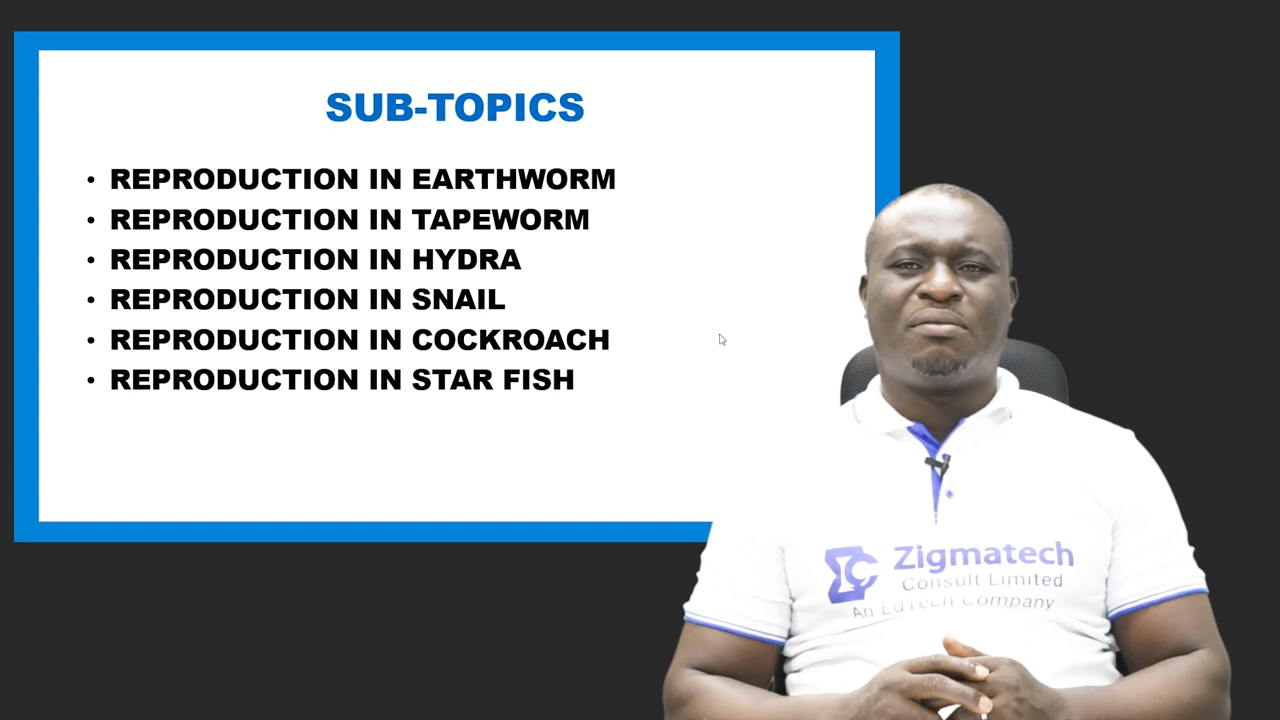 SUB-TOPICS
• REPRODUCTION IN EARTHWORM
• REPRODUCTION IN TAPEWORM
• REPRODUCTION IN HYDRA
• REPRODUCTION IN SNAIL
• REPRODUCTION IN COCKROACH
• REPRODUCTION IN STAR FISH
Zigmatech
Consult Limited
An EdTech Company